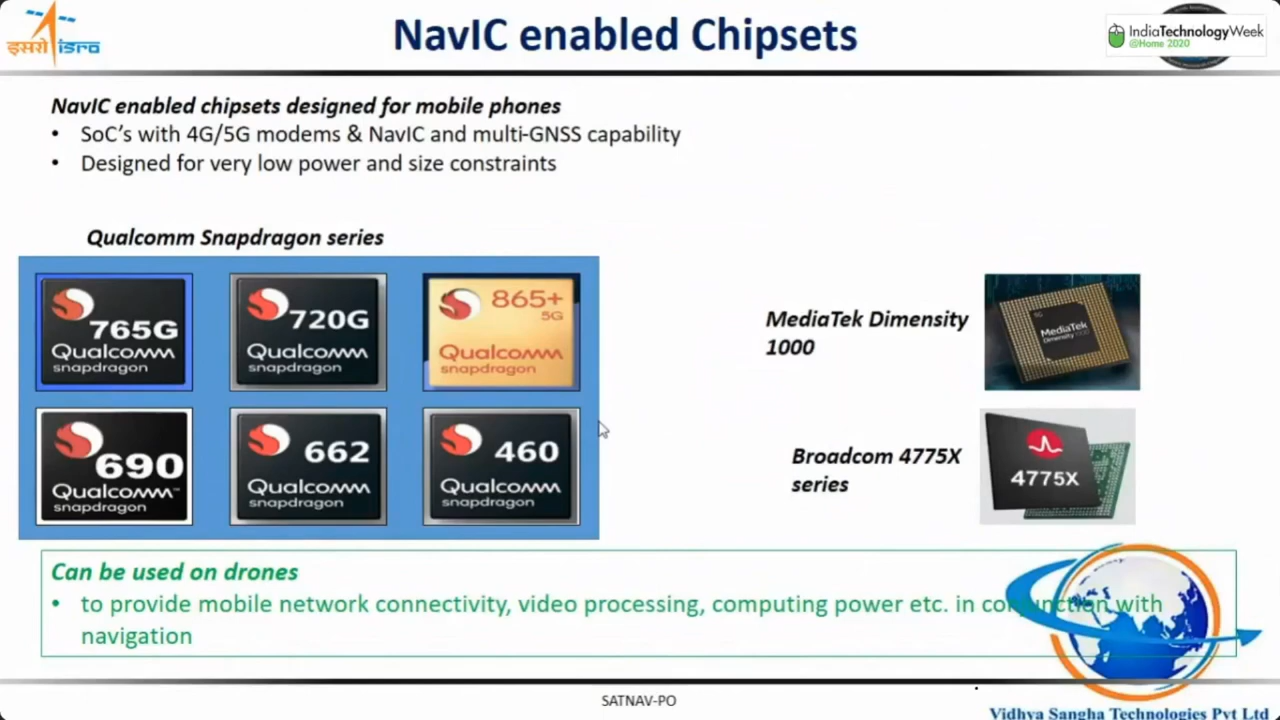 इसरो isro
NavIC enabled Chipsets
IndiaTechnologyWeek
@Home 2020
NavIC enabled chipsets designed for mobile phones
• SoC's with 4G/5G modems & NavIC and multi-GNSS capability
• Designed for very low power and size constraints
Qualcomm Snapdragon series
765G
Qualcomm
snapdragon
720G
Qualcomm
snapdragon
865+
5G
Qualcomm
snapdragon
690
Qualcomm™
snapdragon
662
Qualcomm
snapdragon
460
Qualcomm
snapdragon
MediaTek Dimensity
1000
5G
MediaTek
Dimensity 1000
Broadcom 4775X
series
4775X
Can be used on drones
• to provide mobile network connectivity, video processing, computing power etc. in conjunction with
navigation
SATNAV-PO
Vidhya Sangha Technologies Pvt Ltd